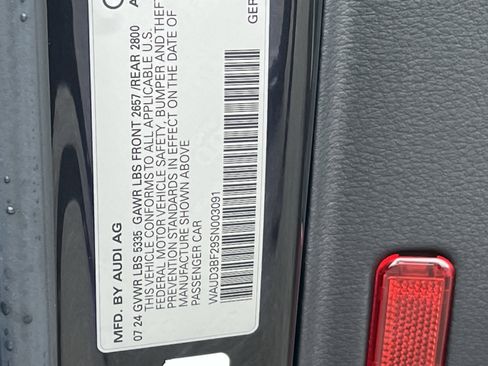 MFD. BY AUDI AG
07 24 GVWR LBS 5335 GAWR LBS FRONT 2657 /REAR 2800
THIS VEHICLE CONFORMS TO ALL APPLICABLE U.S.
FEDERAL MOTOR VEHICLE SAFETY, BUMPER AND THEFT
PREVENTION STANDARDS IN EFFECT ON THE DATE OF
MANUFACTURE SHOWN ABOVE
PASSENGER CAR
WAUD3BF29SN003091
GER